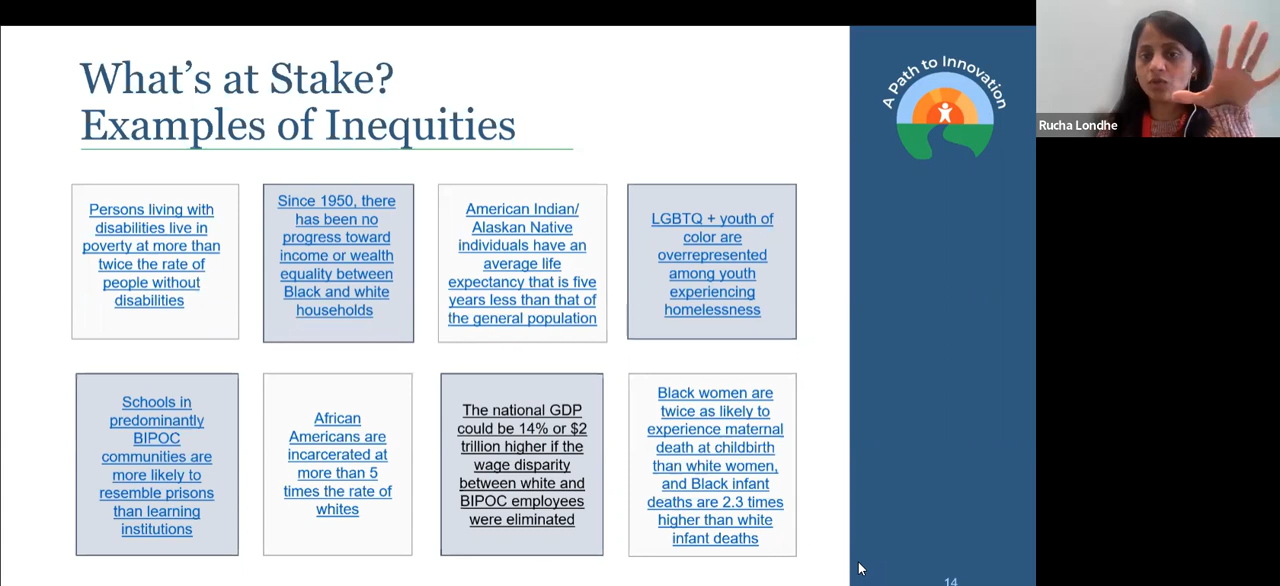 What's at Stake?
Examples of Inequities
Persons living with
disabilities live in
poverty at more than
twice the rate of
people without
disabilities
Since 1950, there
has been no
progress toward
income or wealth
equality between
Black and white
households
American Indian/
Alaskan Native
individuals have an
average life
expectancy that is five
years less than that of
the general population
LGBTQ + youth of
color are
overrepresented
among youth
experiencing
homelessness
Schools in
predominantly
BIPOC
communities are
more likely to
resemble prisons
than learning
institutions
African
Americans are
incarcerated at
more than 5
times the rate of
whites
The national GDP
could be 14% or $2
trillion higher if the
wage disparity
between white and
BIPOC employees
were eliminated
Black women are
twice as likely to
experience maternal
death at childbirth
than white women,
and Black infant
deaths are 2.3 times
higher than white
infant deaths
A Path to Innovation
14
Rucha Londhe